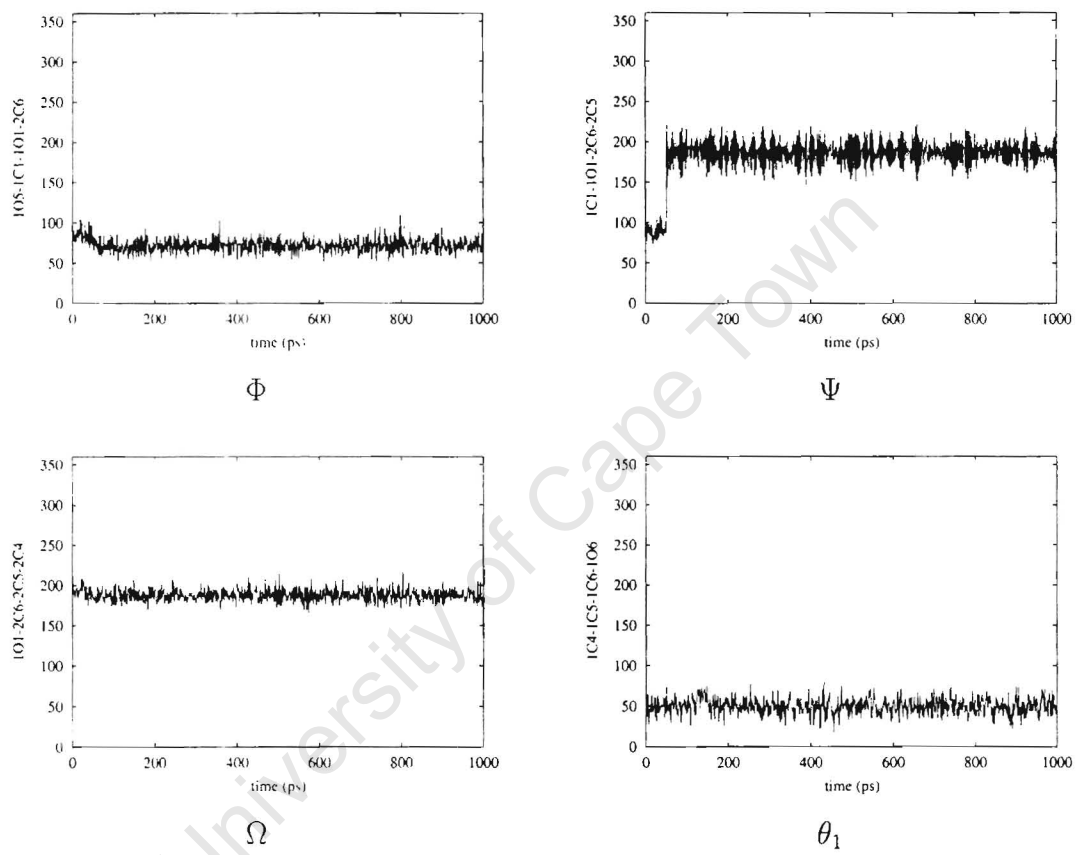 350
300
250
200
150
100
50
0
1O5-1C1-1O1-2C6
0 200 400 600 800 1000
time (ps)
Φ
350
300
250
200
150
100
50
0
1C1-1O1-2C6-2C5
0 200 400 600 800 1000
time (ps)
Ψ
350
300
250
200
150
100
50
0
1O1-2C6-2C5-2C4
0 200 400 600 800 1000
time (ps)
Ω
350
300
250
200
150
100
50
0
1C4-1C5-1C6-1O6
0 200 400 600 800 1000
time (ps)
θ₁
University of Cape Town